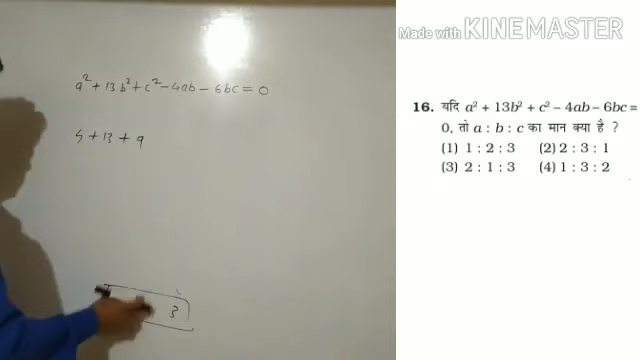 Made with KINEMASTER
a² + 13b² + c² - 4ab - 6bc = 0
4 + 13 + 9
3
16. यदि a² + 13b² + c² – 4ab – 6bc =
0, तो a : b : c का मान क्या है ?
(1) 1 : 2 : 3 (2) 2 : 3 : 1
(3) 2 : 1 : 3 (4) 1 : 3 : 2